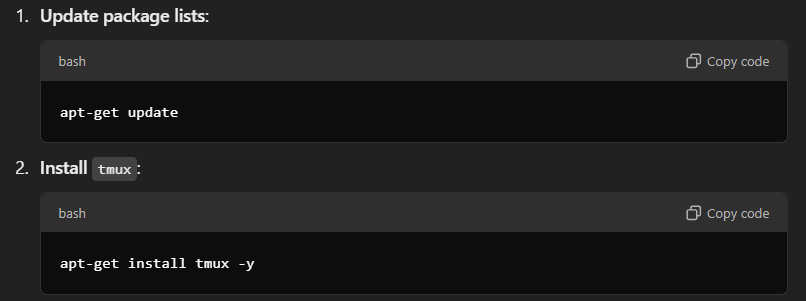 1. Update package lists:
bash Copy code
apt-get update
2. Install tmux:
bash Copy code
apt-get install tmux -y